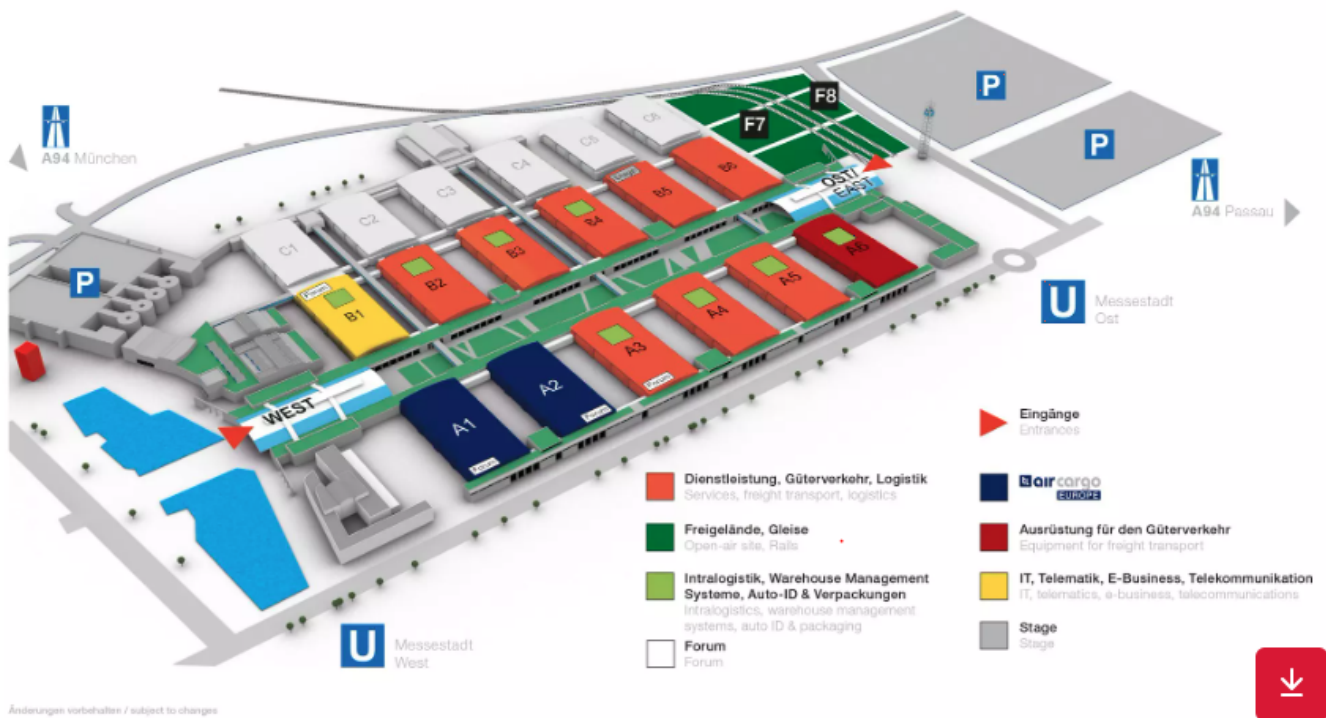 P
F8
F7
P
A94 München
C6
C5
C4
C3
C2
C1
Stage
B6
B5
B4
B3
B2
Forum
B1
OST/
EAST
A94 Passau
P
A6
A5
A4
A3
Forum
A2
Forum
A1
Forum
WEST
U
Messestadt
Ost
Eingänge
Entrances
Dienstleistung, Güterverkehr, Logistik
Services, freight transport, logistics
Freigelände, Gleise
Open-air site, Rails
Intralogistik, Warehouse Management
Systeme, Auto-ID & Verpackungen
Intralogistics, warehouse management
systems, auto ID & packaging
Forum
Forum
air cargo
EUROPE
Ausrüstung für den Güterverkehr
Equipment for freight transport
IT, Telematik, E-Business, Telekommunikation
IT, telematics, e-business, telecommunications
Stage
Stage
U
Messestadt
West
Änderungen vorbehalten / subject to changes